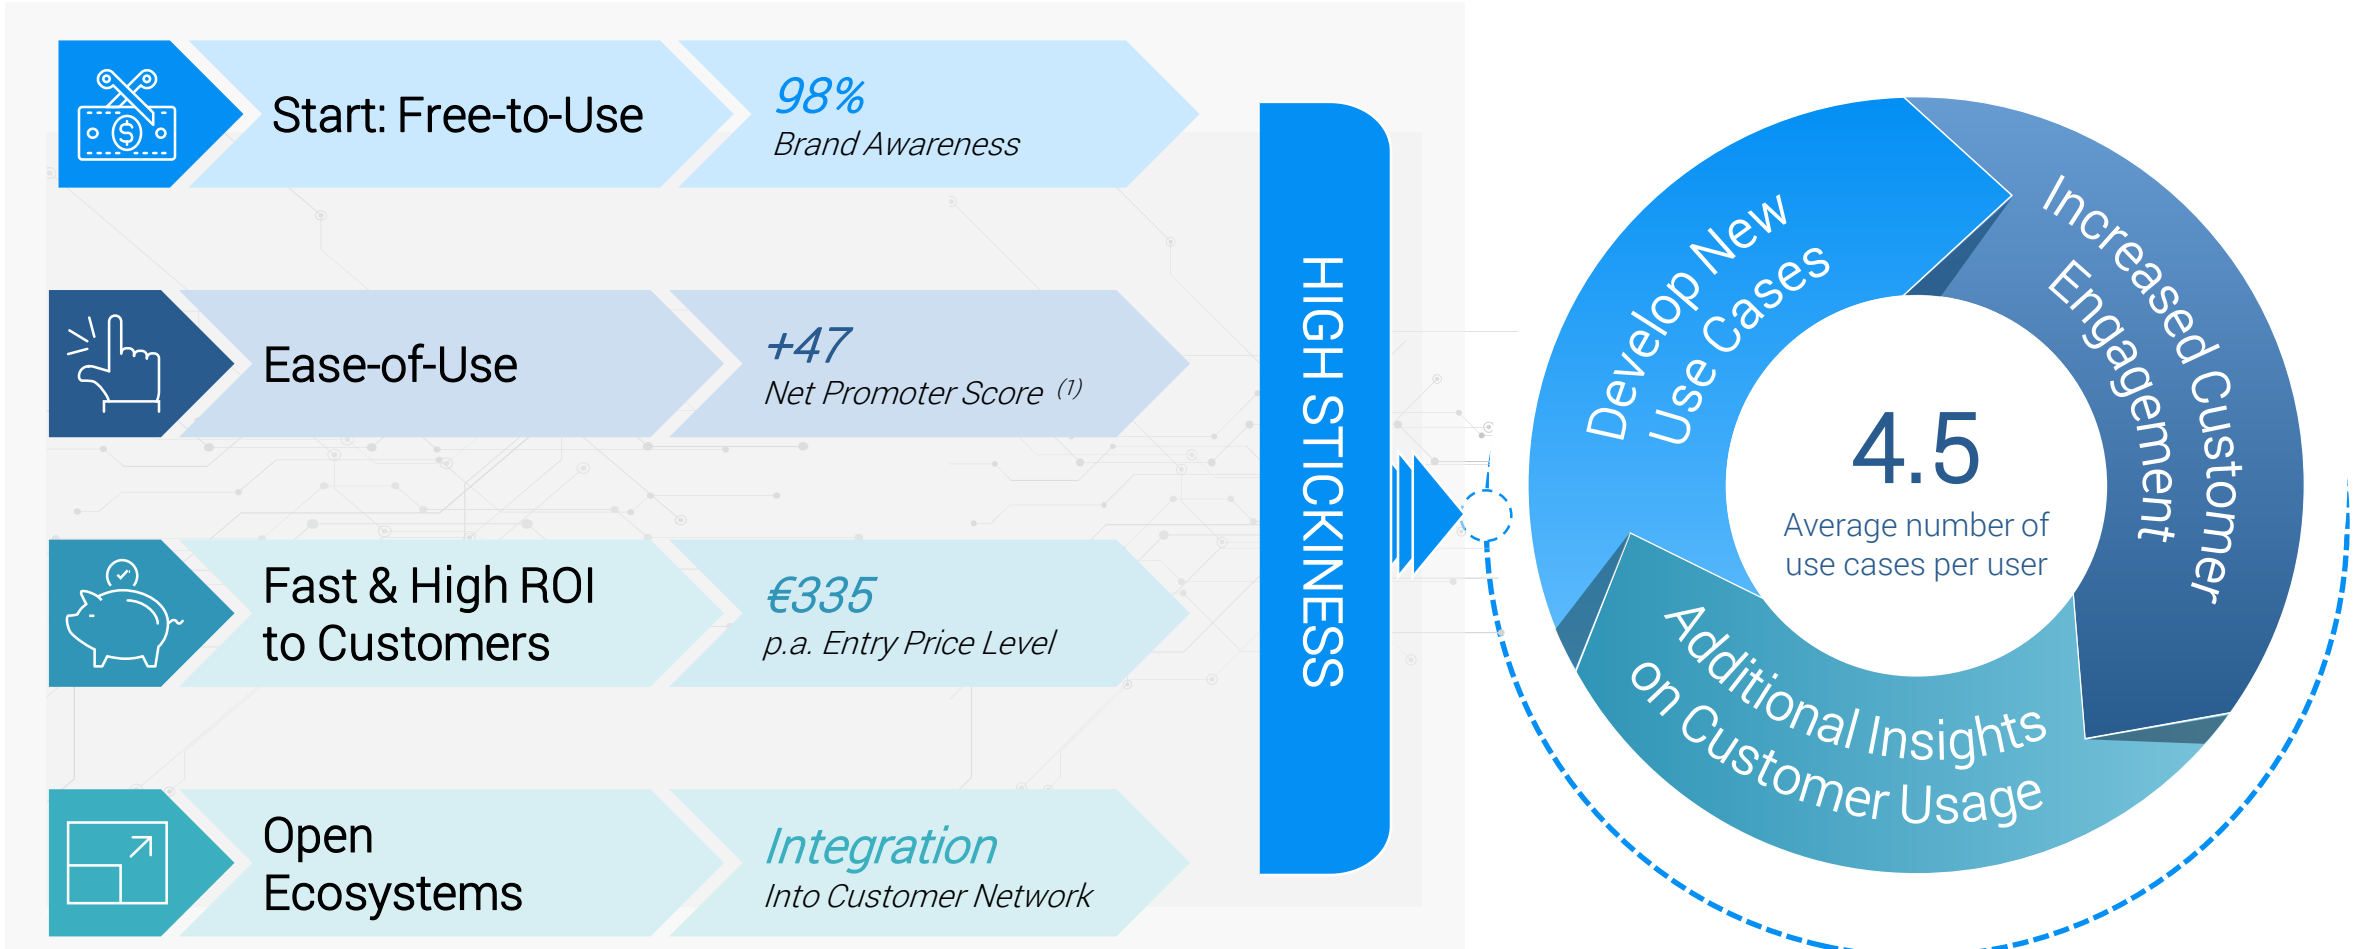 Start: Free-to-Use
98%
Brand Awareness
Ease-of-Use
+47
Net Promoter Score (1)
Fast & High ROI
to Customers
€335
p.a. Entry Price Level
Open
Ecosystems
Integration
Into Customer Network
HIGH STICKINESS
Develop New
Use Cases
Increased Customer
Engagement
Additional Insights
on Customer Usage
4.5
Average number of
use cases per user